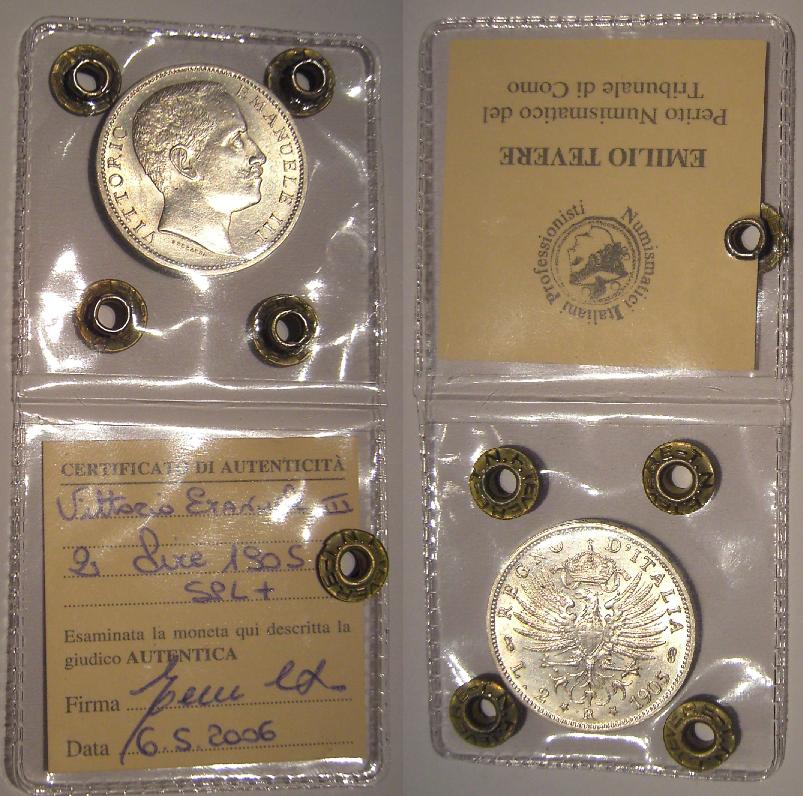 VITTORIO EMANUELE III
CERTIFICATO DI AUTENTICITÀ
Vittorio Emanuele III
2 Lire 1905
SPL +
Esaminata la moneta qui descritta la
giudico AUTENTICA
Firma
Data 6.5.2006
Numismatici Italiani Professionisti
EMILIO TEVERE
Perito Numismatico del
Tribunale di Como
REGNO D'ITALIA
L. 2 * R * 1905